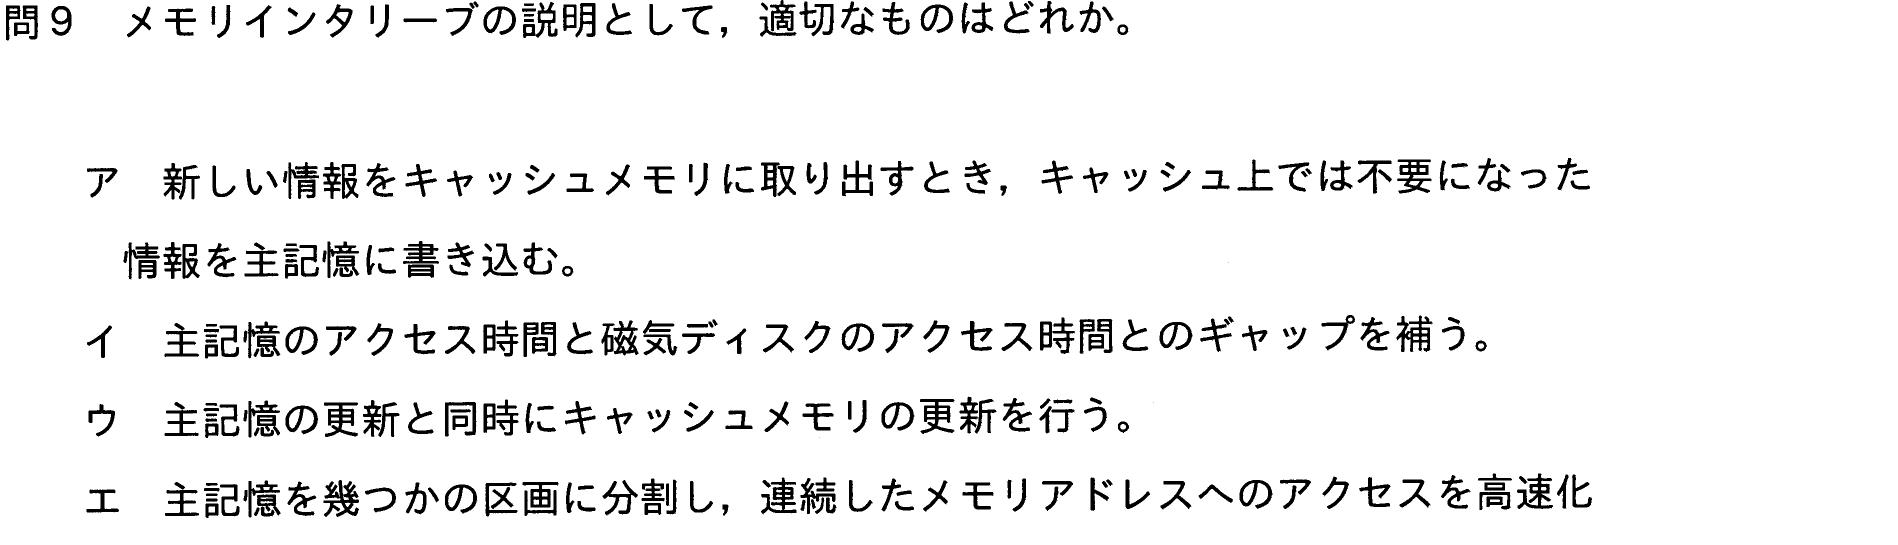 問９　メモリインタリーブの説明として，適切なものはどれか。
ア　新しい情報をキャッシュメモリに取り出すとき，キャッシュ上では不要になった
情報を主記憶に書き込む。
イ　主記憶のアクセス時間と磁気ディスクのアクセス時間とのギャップを補う。
ウ　主記憶の更新と同時にキャッシュメモリの更新を行う。
エ　主記憶を幾つかの区画に分割し，連続したメモリアドレスへのアクセスを高速化